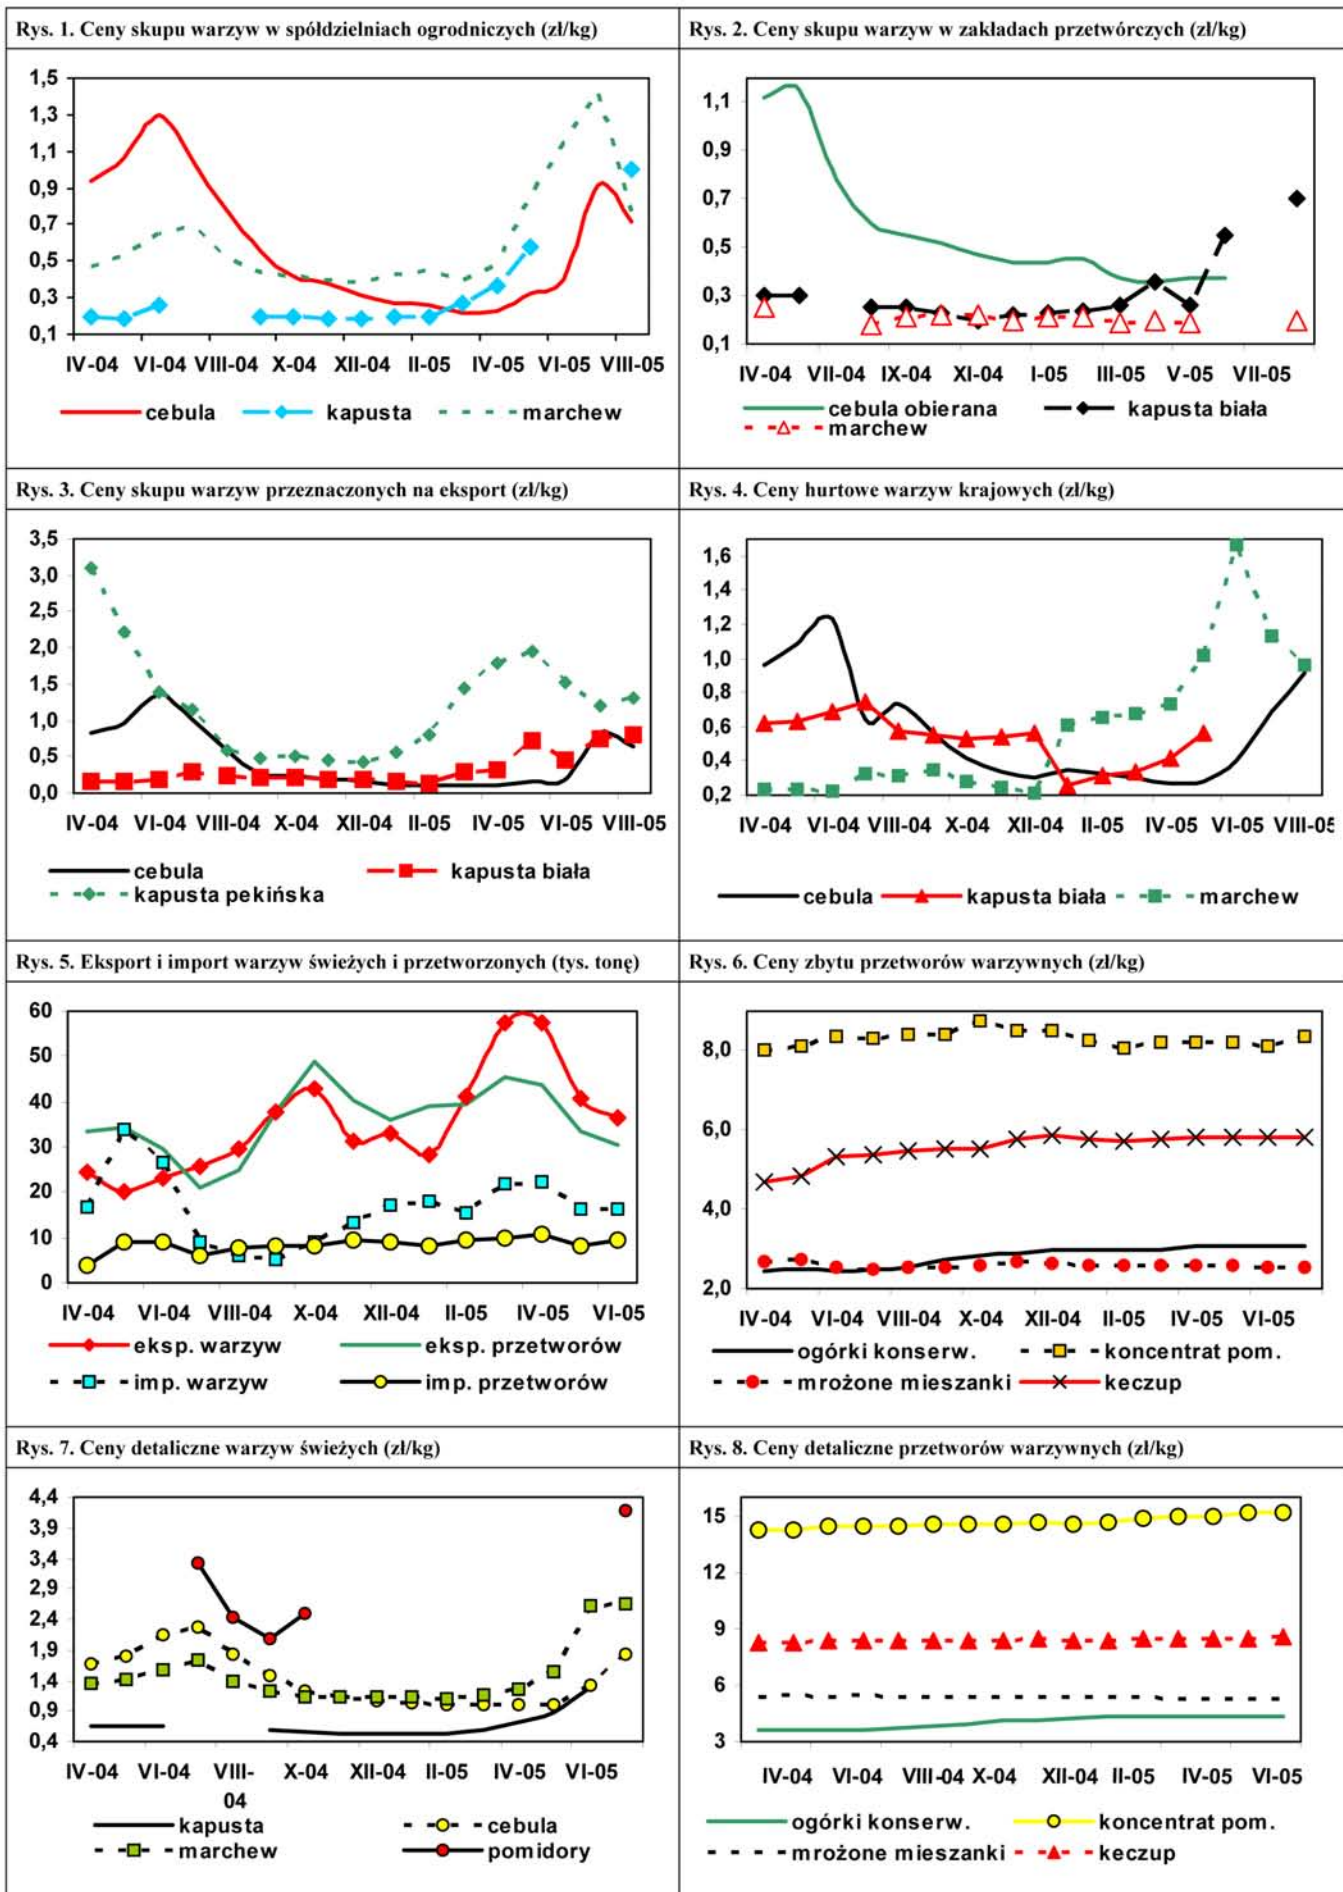 Rys. 1. Ceny skupu warzyw w spółdzielniach ogrodniczych (zł/kg)
1,5
1,3
1,1
0,9
0,7
0,5
0,3
0,1
IV-04 VI-04 VIII-04 X-04 XII-04 II-05 IV-05 VI-05 VIII-05
cebula kapusta marchew
Rys. 2. Ceny skupu warzyw w zakładach przetwórczych (zł/kg)
1,1
0,9
0,7
0,5
0,3
0,1
IV-04 VII-04 IX-04 XI-04 I-05 III-05 V-05 VII-05
cebula obierana kapusta biała
marchew
Rys. 3. Ceny skupu warzyw przeznaczonych na eksport (zł/kg)
3,5
3,0
2,5
2,0
1,5
1,0
0,5
0,0
IV-04 VI-04 VIII-04 X-04 XII-04 II-05 IV-05 VI-05 VIII-05
cebula kapusta biała
kapusta pekińska
Rys. 4. Ceny hurtowe warzyw krajowych (zł/kg)
1,6
1,4
1,2
1,0
0,8
0,6
0,4
0,2
IV-04 VI-04 VIII-04 X-04 XII-04 II-05 IV-05 VI-05 VIII-05
cebula kapusta biała marchew
Rys. 5. Eksport i import warzyw świeżych i przetworzonych (tys. tonę)
60
50
40
30
20
10
0
IV-04 VI-04 VIII-04 X-04 XII-04 II-05 IV-05 VI-05
eksp. warzyw eksp. przetworów
imp. warzyw imp. przetworów
Rys. 6. Ceny zbytu przetworów warzywnych (zł/kg)
8,0
6,0
4,0
2,0
IV-04 VI-04 VIII-04 X-04 XII-04 II-05 IV-05 VI-05
ogórki konserw. koncentrat pom.
mrożone mieszanki keczup
Rys. 7. Ceny detaliczne warzyw świeżych (zł/kg)
4,4
3,9
3,4
2,9
2,4
1,9
1,4
0,9
0,4
IV-04 VI-04 VIII- X-04 XII-04 II-05 IV-05 VI-05
04
kapusta cebula
marchew pomidory
Rys. 8. Ceny detaliczne przetworów warzywnych (zł/kg)
15
12
9
6
3
IV-04 VI-04 VIII-04 X-04 XII-04 II-05 IV-05 VI-05
ogórki konserw. koncentrat pom.
mrożone mieszanki keczup